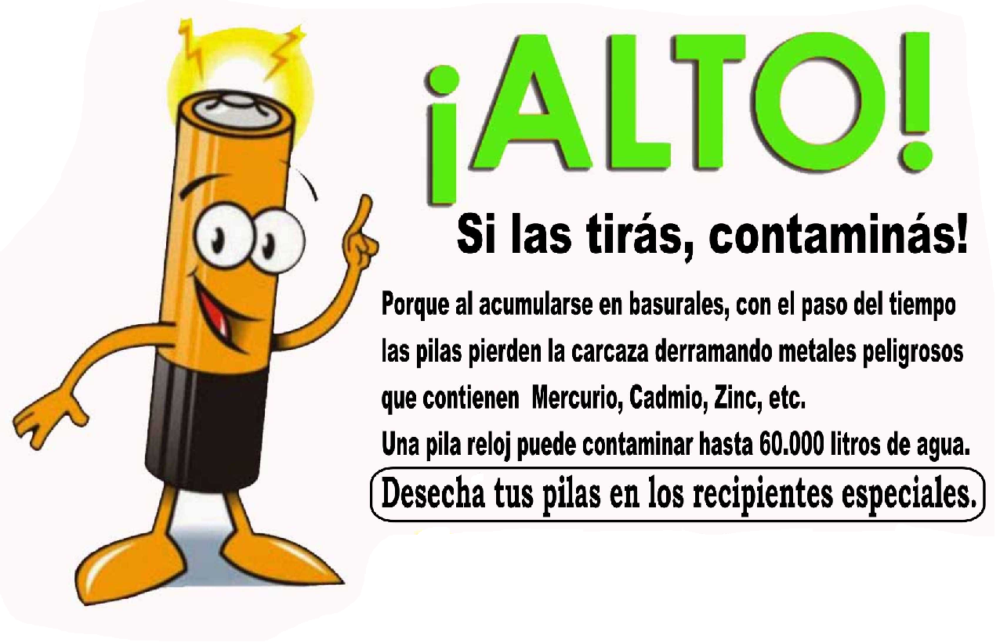 ¡ALTO!
Si las tirás, contaminás!
Porque al acumularse en basurales, con el paso del tiempo
las pilas pierden la carcaza derramando metales peligrosos
que contienen Mercurio, Cadmio, Zinc, etc.
Una pila reloj puede contaminar hasta 60.000 litros de agua.
Desecha tus pilas en los recipientes especiales.